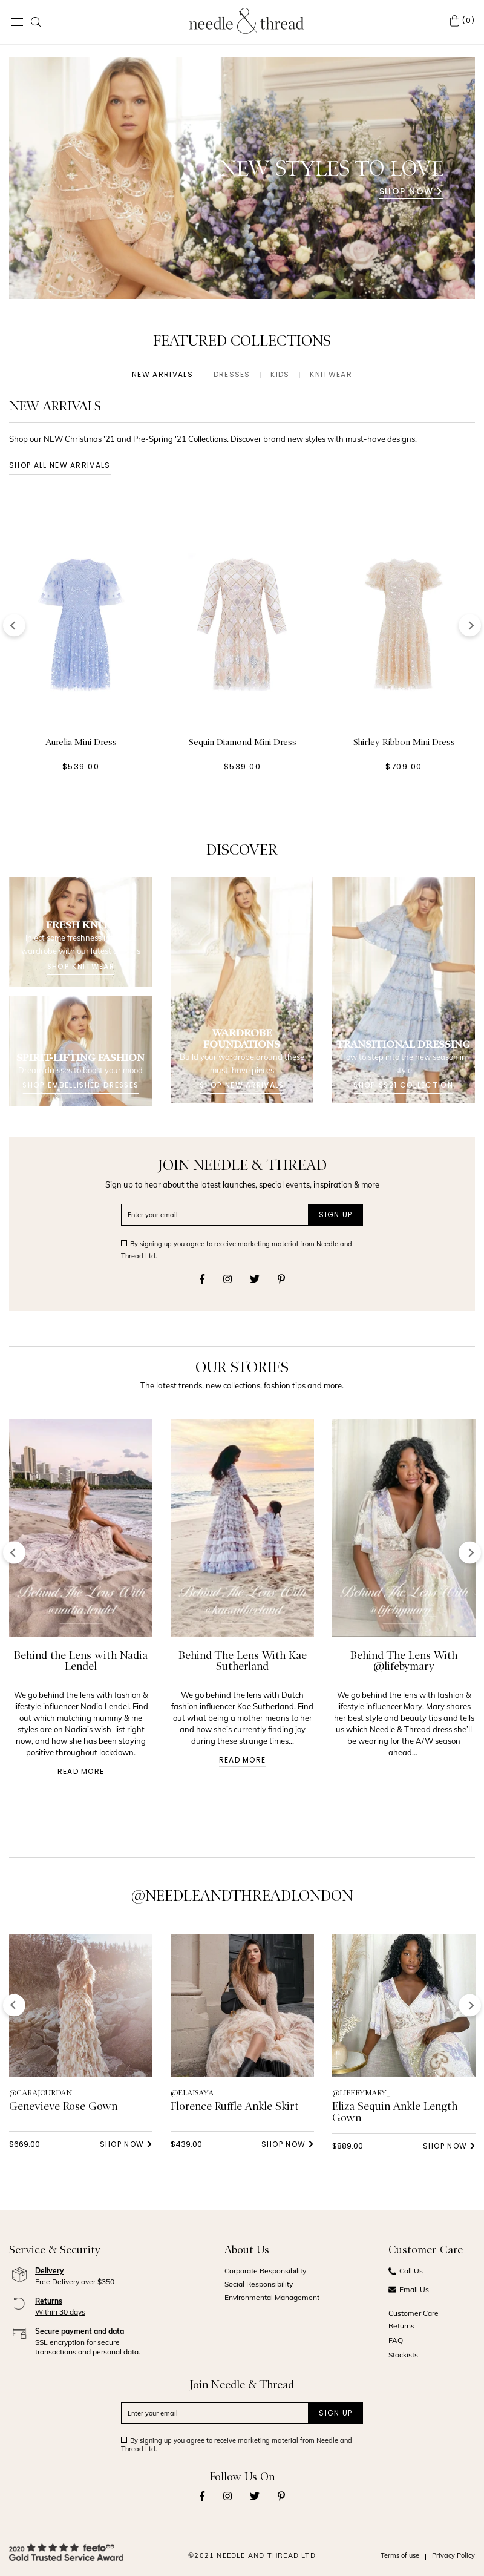 needle & thread
(0)
NEW STYLES TO LOVE
SHOP NOW
FEATURED COLLECTIONS
NEW ARRIVALS | DRESSES | KIDS | KNITWEAR
NEW ARRIVALS
Shop our NEW Christmas '21 and Pre-Spring '21 Collections. Discover brand new styles with must-have designs.
SHOP ALL NEW ARRIVALS
Aurelia Mini Dress
$539.00
Sequin Diamond Mini Dress
$539.00
Shirley Ribbon Mini Dress
$709.00
DISCOVER
FRESH
some freshness
with our latest
SHOP KNITWEAR
SPIRIT-LIFTING FASHION
dresses to boost your mood
SHOP EMBELLISHED DRESSES
WARDROBE
FOUNDATIONS
Build your wardrobe around these
must-have pieces
SHOP NEW ARRIVALS
TRANSITIONAL DRESSING
How to step into the new season in
style
COLLECTION
JOIN NEEDLE & THREAD
Sign up to hear about the latest launches, special events, inspiration & more
Enter your email
SIGN UP
By signing up you agree to receive marketing material from Needle and
Thread Ltd.
OUR STORIES
The latest trends, new collections, fashion tips and more.
Behind The Lens With
@nadia.lendel
Behind The Lens With
Behind The Lens With
@lifebymary_
Behind the Lens with Nadia
Lendel
We go behind the lens with fashion &
lifestyle influencer Nadia Lendel. Find
out which matching mummy & me
styles are on Nadia's wish-list right
now, and how she has been staying
positive throughout lockdown.
READ MORE
Behind The Lens With Kae
Sutherland
We go behind the lens with Dutch
fashion influencer Kae Sutherland. Find
out what being a mother means to her
and how she's currently finding joy
during these strange times...
READ MORE
Behind The Lens With
@lifebymary
We go behind the lens with fashion &
lifestyle influencer Mary. Mary shares
her best style and beauty tips and tells
us which Needle & Thread dress she'll
be wearing for the A/W season
ahead...
@NEEDLEANDTHREADLONDON
@CARAJOURDAN
Genevieve Rose Gown
$669.00
SHOP NOW
@ELAISAYA
Florence Ruffle Ankle Skirt
$439.00
SHOP NOW
@LIFEBYMARY_
Eliza Sequin Ankle Length
Gown
$889.00
SHOP NOW
Service & Security
Delivery
Free Delivery over $350
Returns
Within 30 days
Secure payment and data
SSL encryption for secure
transactions and personal data.
About Us
Corporate Responsibility
Social Responsibility
Environmental Management
Customer Care
Call Us
Email Us
Customer Care
Returns
FAQ
Stockists
Join Needle & Thread
Enter your email
SIGN UP
By signing up you agree to receive marketing material from Needle and
Thread Ltd.
Follow Us On
2020 feefo
Gold Trusted Service Award
©2021 NEEDLE AND THREAD LTD
Terms of use | Privacy Policy